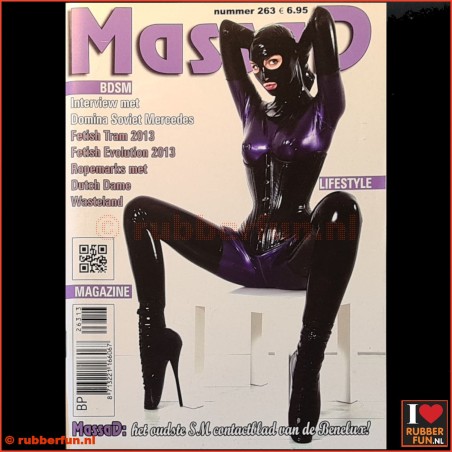 nummer 263 € 6.95
MassaD
BDSM
Interview met
Domina Soviet Mercedes
Fetish Tram 2013
Fetish Evolution 2013
Ropemarks met
Dutch Dame
Wasteland
LIFESTYLE
© rubberfun.nl
MAGAZINE
26313
BP
8713221166067
MassaD: het oudste S.M contactblad van de Benelux!
© rubberfun.nl
I
RUBBER
FUN.NL